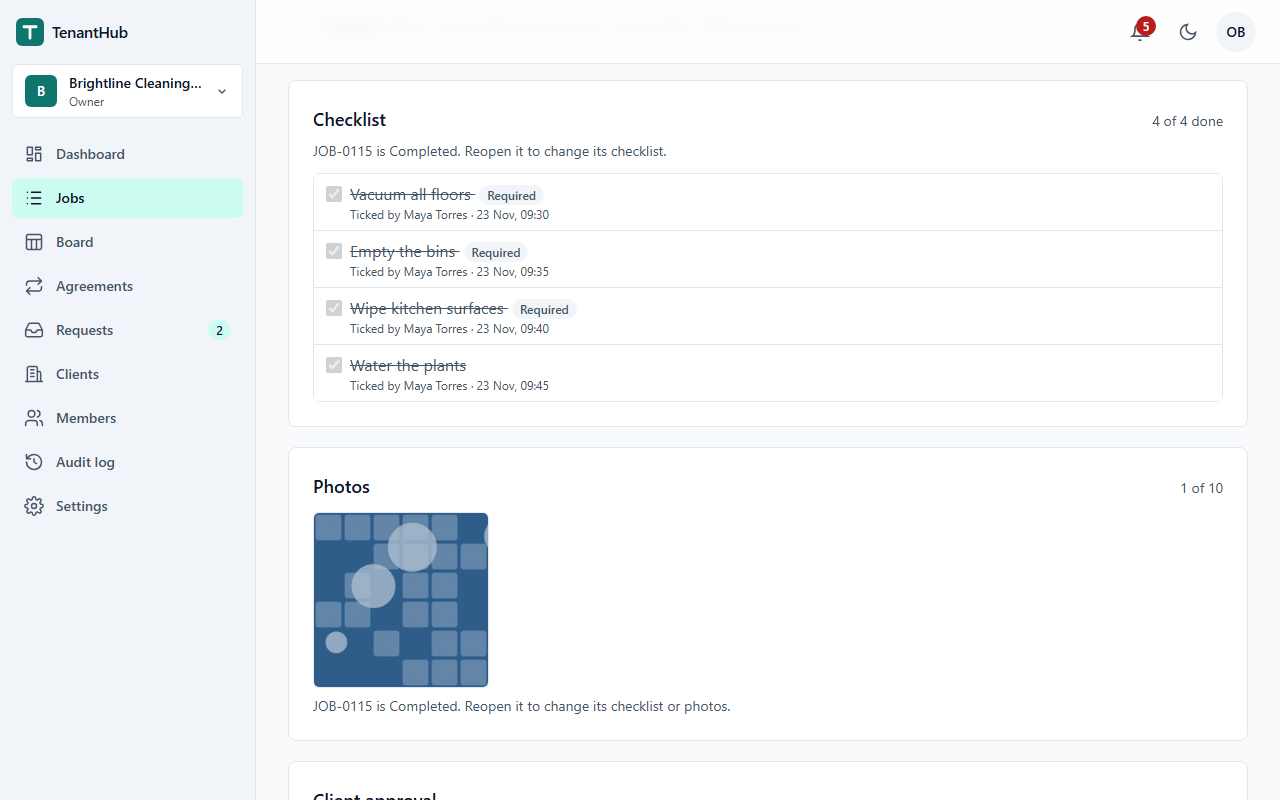 TenantHub
5
OB
B
Brightline Cleaning...
Owner
Dashboard
Jobs
Board
Agreements
Requests
2
Clients
Members
Audit log
Settings
Checklist
4 of 4 done
JOB-0115 is Completed. Reopen it to change its checklist.
Vacuum all floors Required
Ticked by Maya Torres · 23 Nov, 09:30
Empty the bins Required
Ticked by Maya Torres · 23 Nov, 09:35
Wipe kitchen surfaces Required
Ticked by Maya Torres · 23 Nov, 09:40
Water the plants
Ticked by Maya Torres · 23 Nov, 09:45
Photos
1 of 10
JOB-0115 is Completed. Reopen it to change its checklist or photos.
Client approval